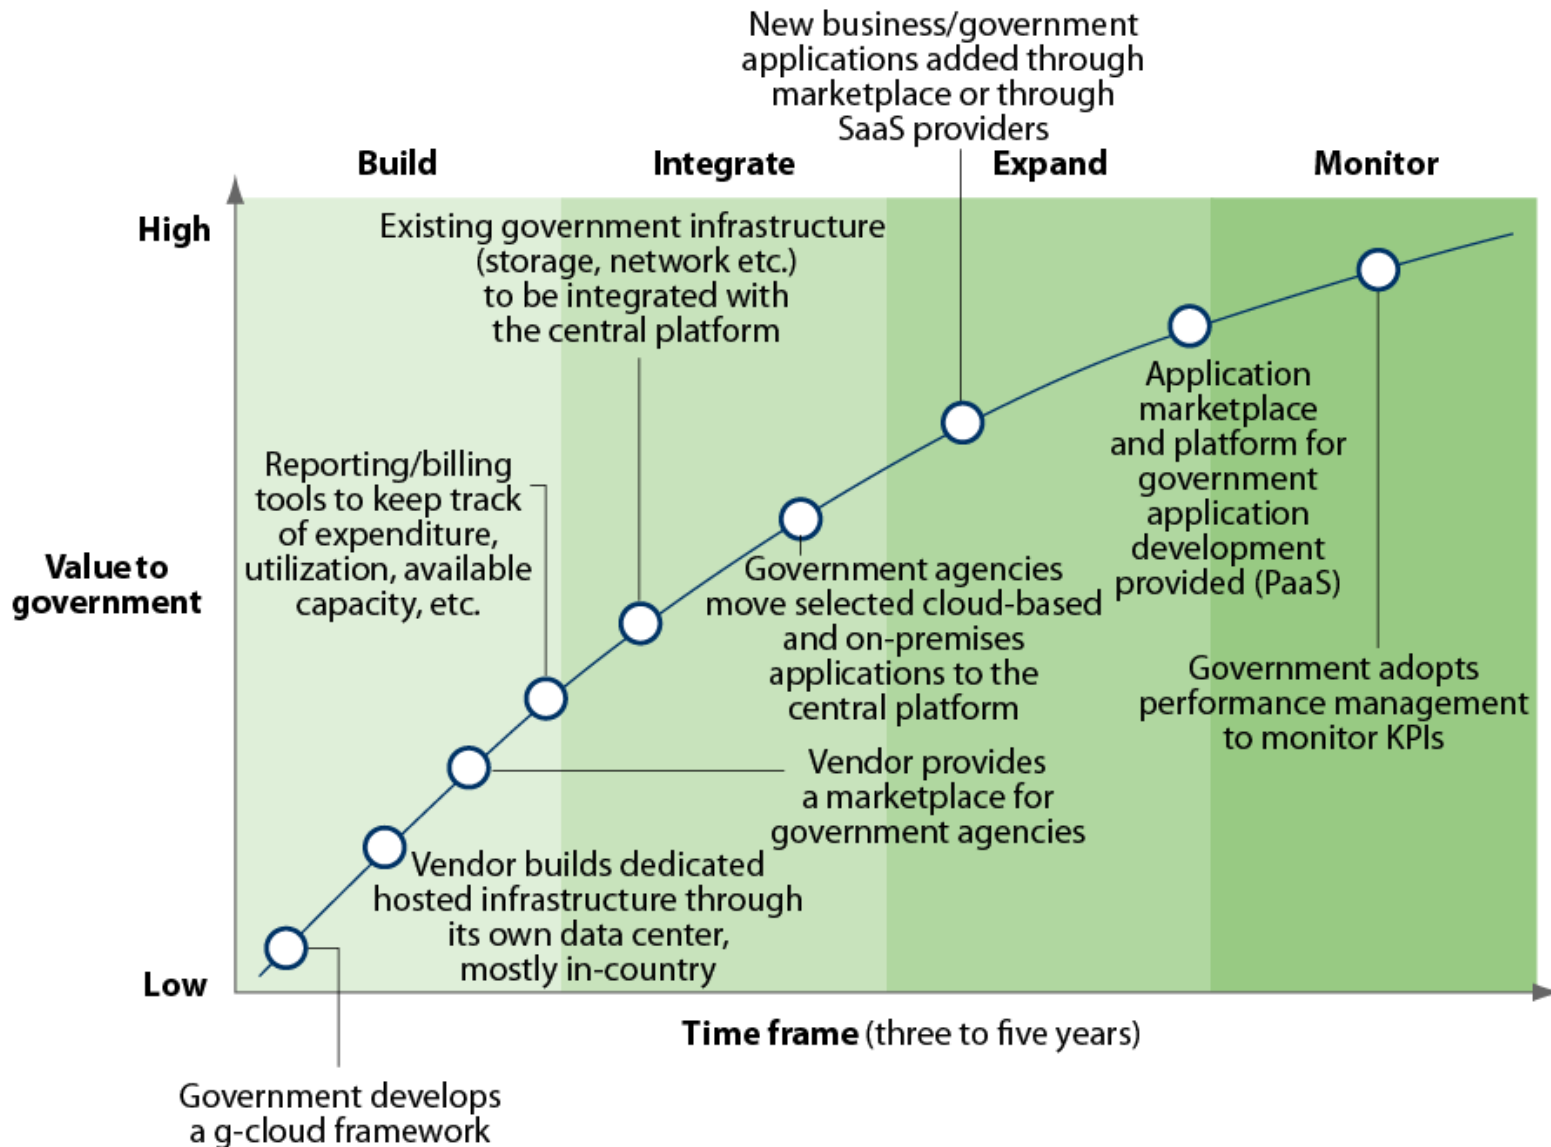 New business/government
applications added through
marketplace or through
SaaS providers
Build
Integrate
Expand
Monitor
High
Existing government infrastructure
(storage, network etc.)
to be integrated with
the central platform
Application
marketplace
and platform for
government
application
development
provided (PaaS)
Reporting/billing
tools to keep track
of expenditure,
utilization, available
capacity, etc.
Value to
government
Government agencies
move selected cloud-based
and on-premises
applications to the
central platform
Government adopts
performance management
to monitor KPIs
Vendor provides
a marketplace for
government agencies
Vendor builds dedicated
hosted infrastructure through
its own data center,
mostly in-country
Low
Time frame (three to five years)
Government develops
a g-cloud framework